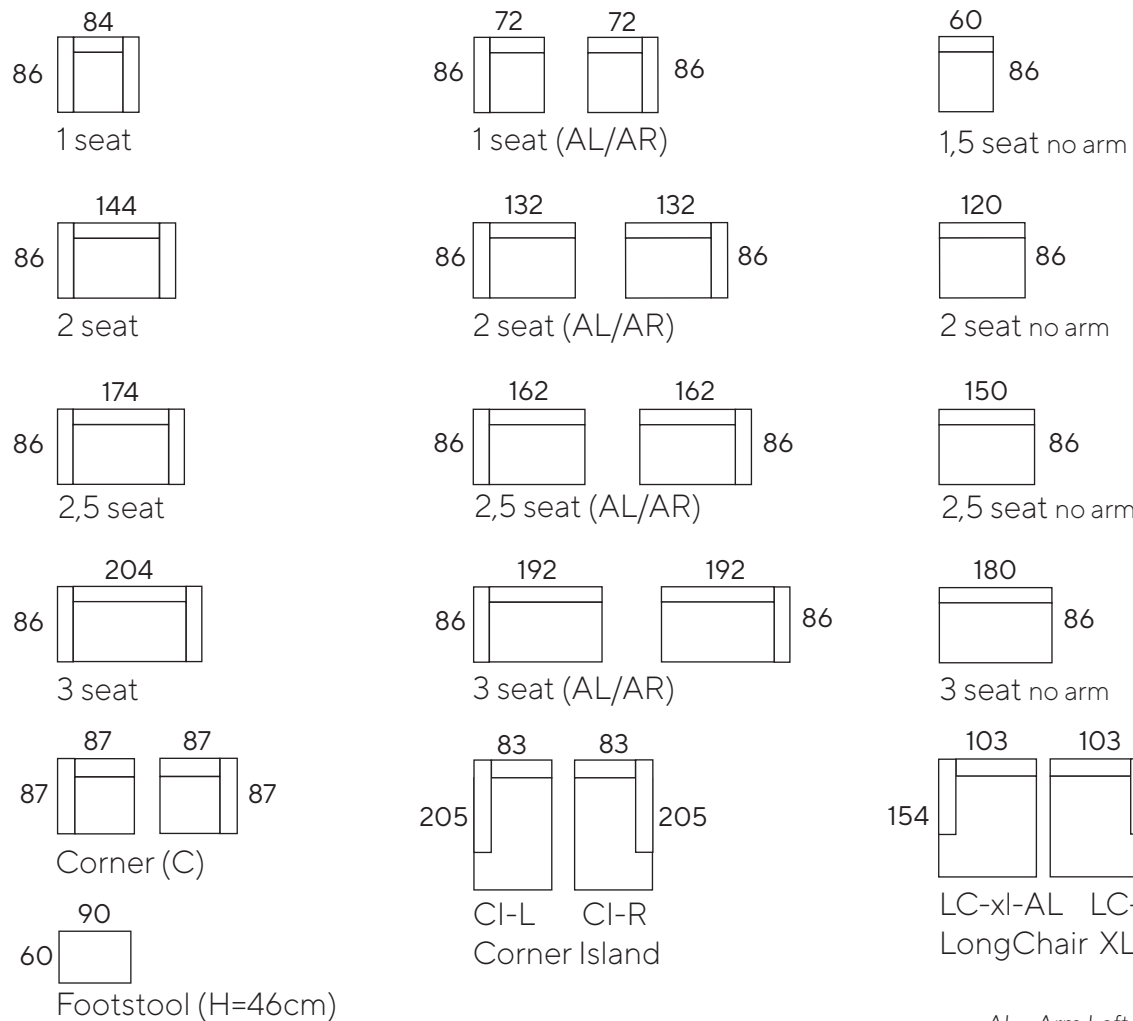 84
72
72
60
86
86
86
86
1 seat
1 seat (AL/AR)
1,5 seat no arm
144
132
132
120
86
86
86
86
2 seat
2 seat (AL/AR)
2 seat no arm
174
162
162
150
86
86
86
86
2,5 seat
2,5 seat (AL/AR)
2,5 seat no arm
204
192
192
180
86
86
86
86
3 seat
3 seat (AL/AR)
3 seat no arm
87
87
83
83
103
103
87
87
205
205
154
Corner (C)
CI-L
CI-R
Corner Island
LC-xl-AL
LC-
LongChair XL
90
60
Footstool (H=46cm)